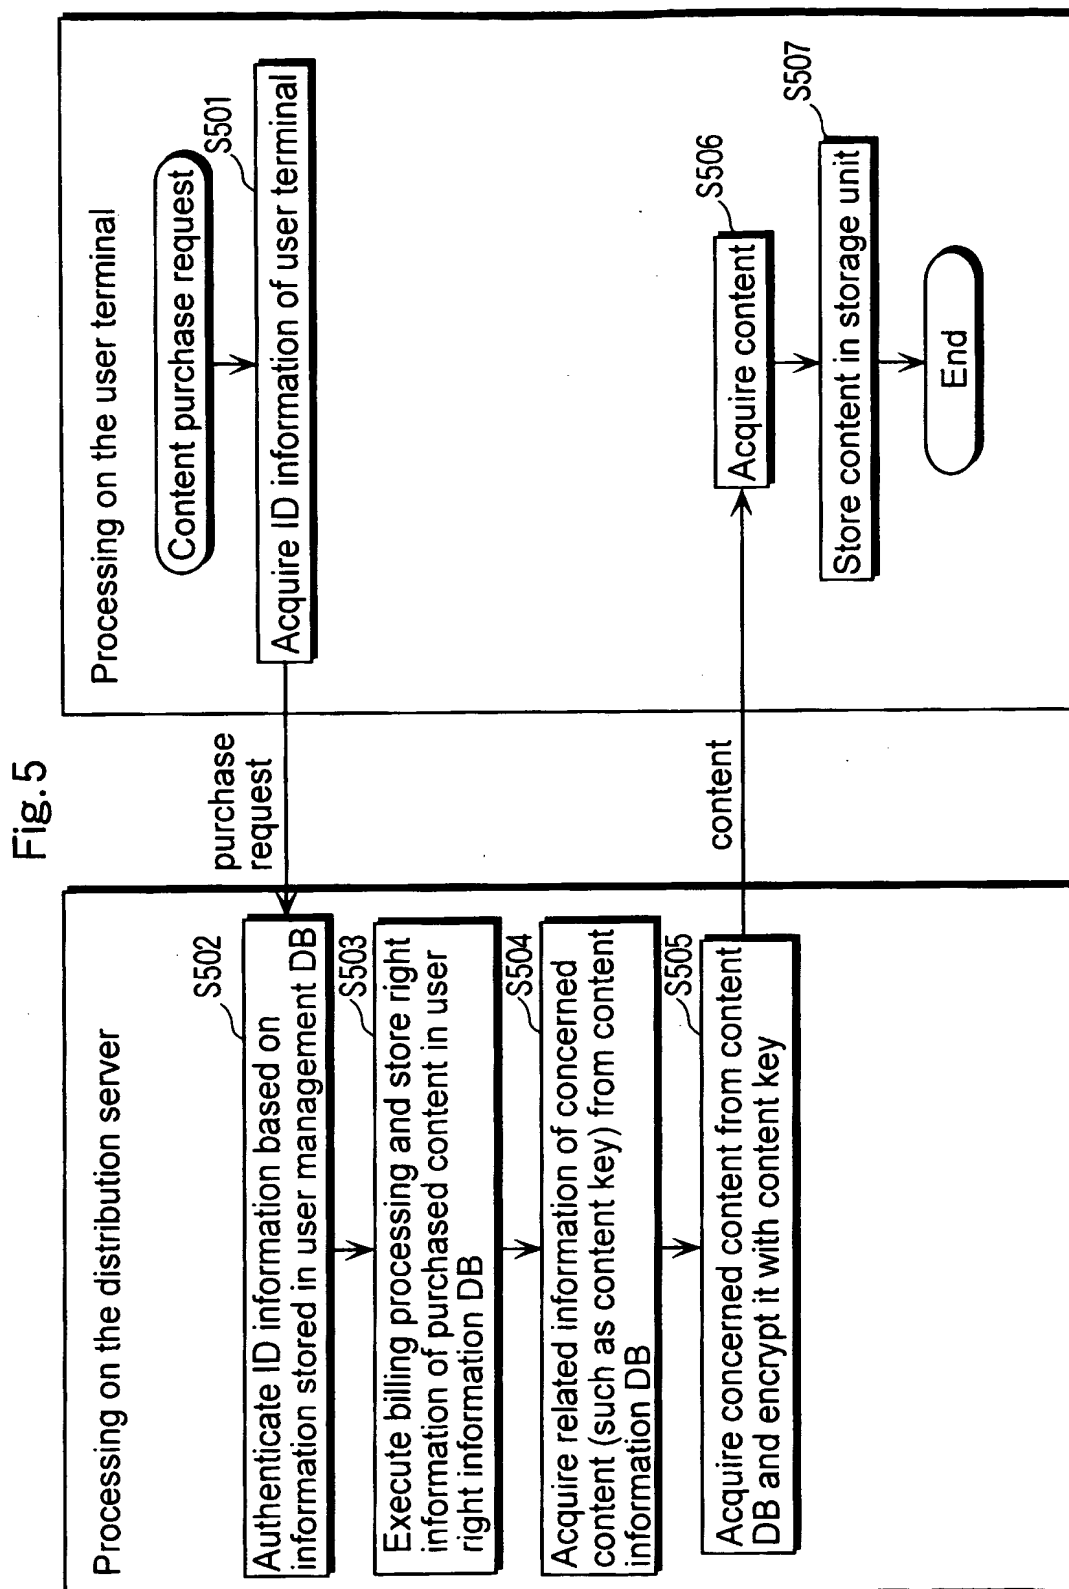 Fig.5
Processing on the distribution server
S502
Authenticate ID information based on
information stored in user management DB
S503
Execute billing processing and store right
information of purchased content in user
right information DB
S504
Acquire related information of concerned
content (such as content key) from content
information DB
S505
Acquire concerned content from content
DB and encrypt it with content key
purchase
request
content
Processing on the user terminal
Content purchase request
S501
Acquire ID information of user terminal
S506
Acquire content
S507
Store content in storage unit
End